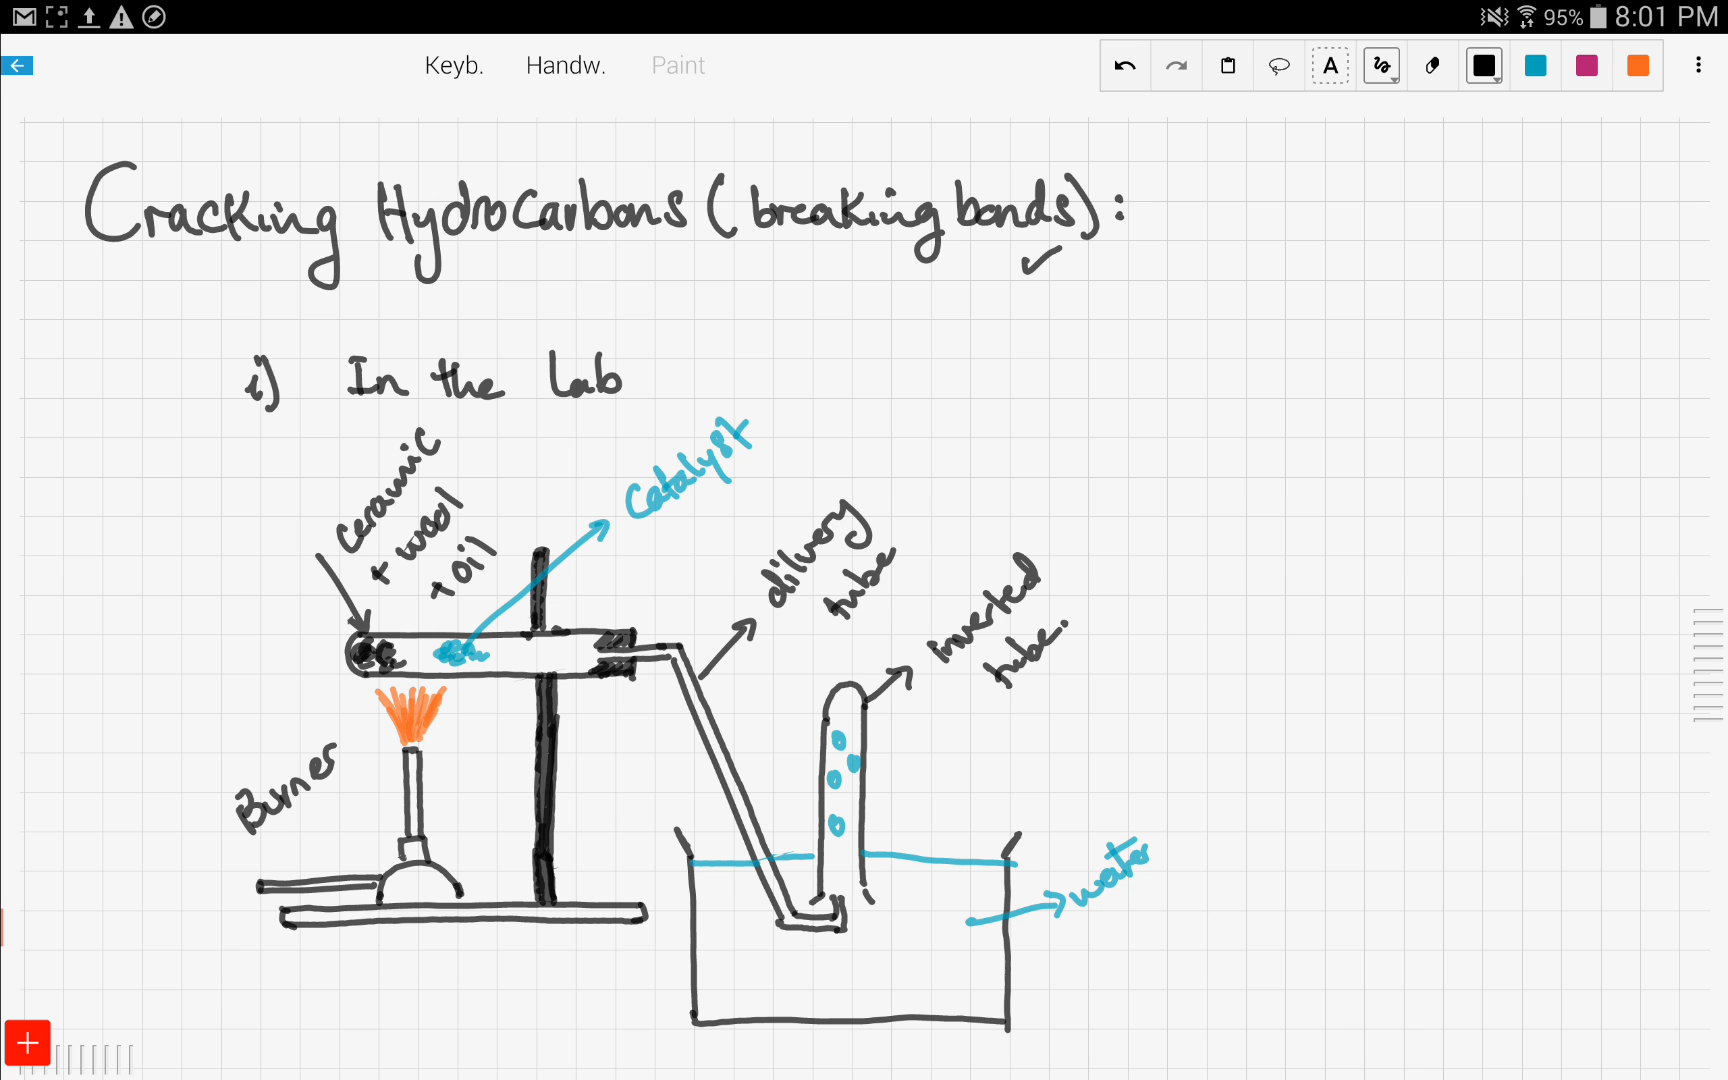 95% 8:01 PM
Keyb. Handw. Paint A
Cracking Hydrocarbons (breaking bonds):
i) In the Lab
ceramic
+ wool
+ oil
Catalyst
dilvery
tube
inverted
tube.
Burner
water